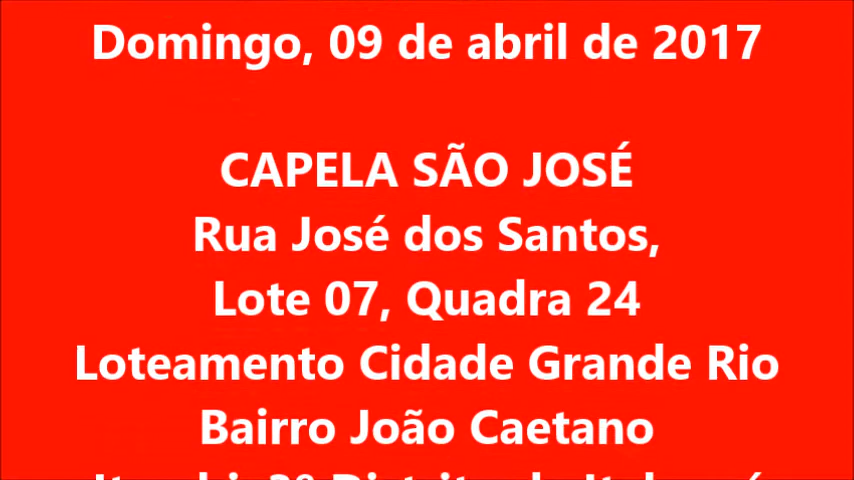 Domingo, 09 de abril de 2017
CAPELA SÃO JOSÉ
Rua José dos Santos,
Lote 07, Quadra 24
Loteamento Cidade Grande Rio
Bairro João Caetano